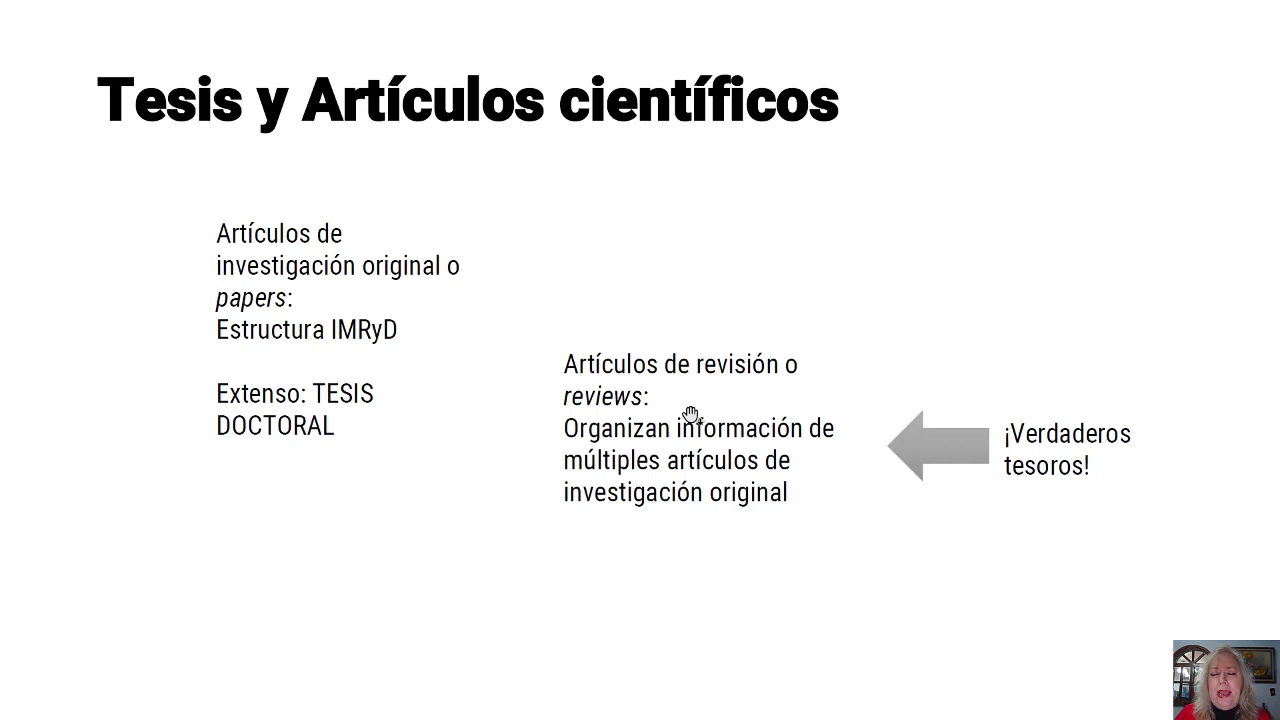 Tesis y Artículos científicos
Artículos de
investigación original o
papers:
Estructura IMRyD
Extenso: TESIS
DOCTORAL
Artículos de revisión o
reviews:
Organizan información de
múltiples artículos de
investigación original
¡Verdaderos
tesoros!